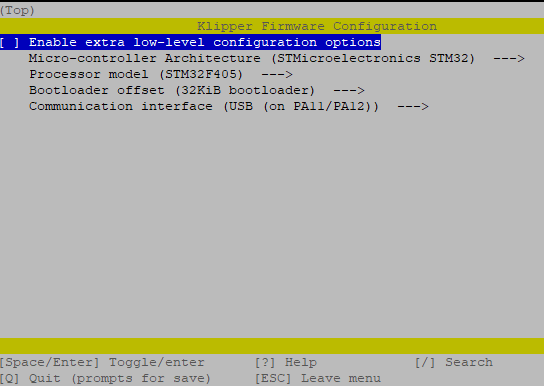 (Top)
Klipper Firmware Configuration
[ ] Enable extra low-level configuration options
Micro-controller Architecture (STMicroelectronics STM32)  --->
Processor model (STM32F405)  --->
Bootloader offset (32KiB bootloader)  --->
Communication interface (USB (on PA11/PA12))  --->
[Space/Enter] Toggle/enter [?] Help [/] Search
[Q] Quit (prompts for save) [ESC] Leave menu